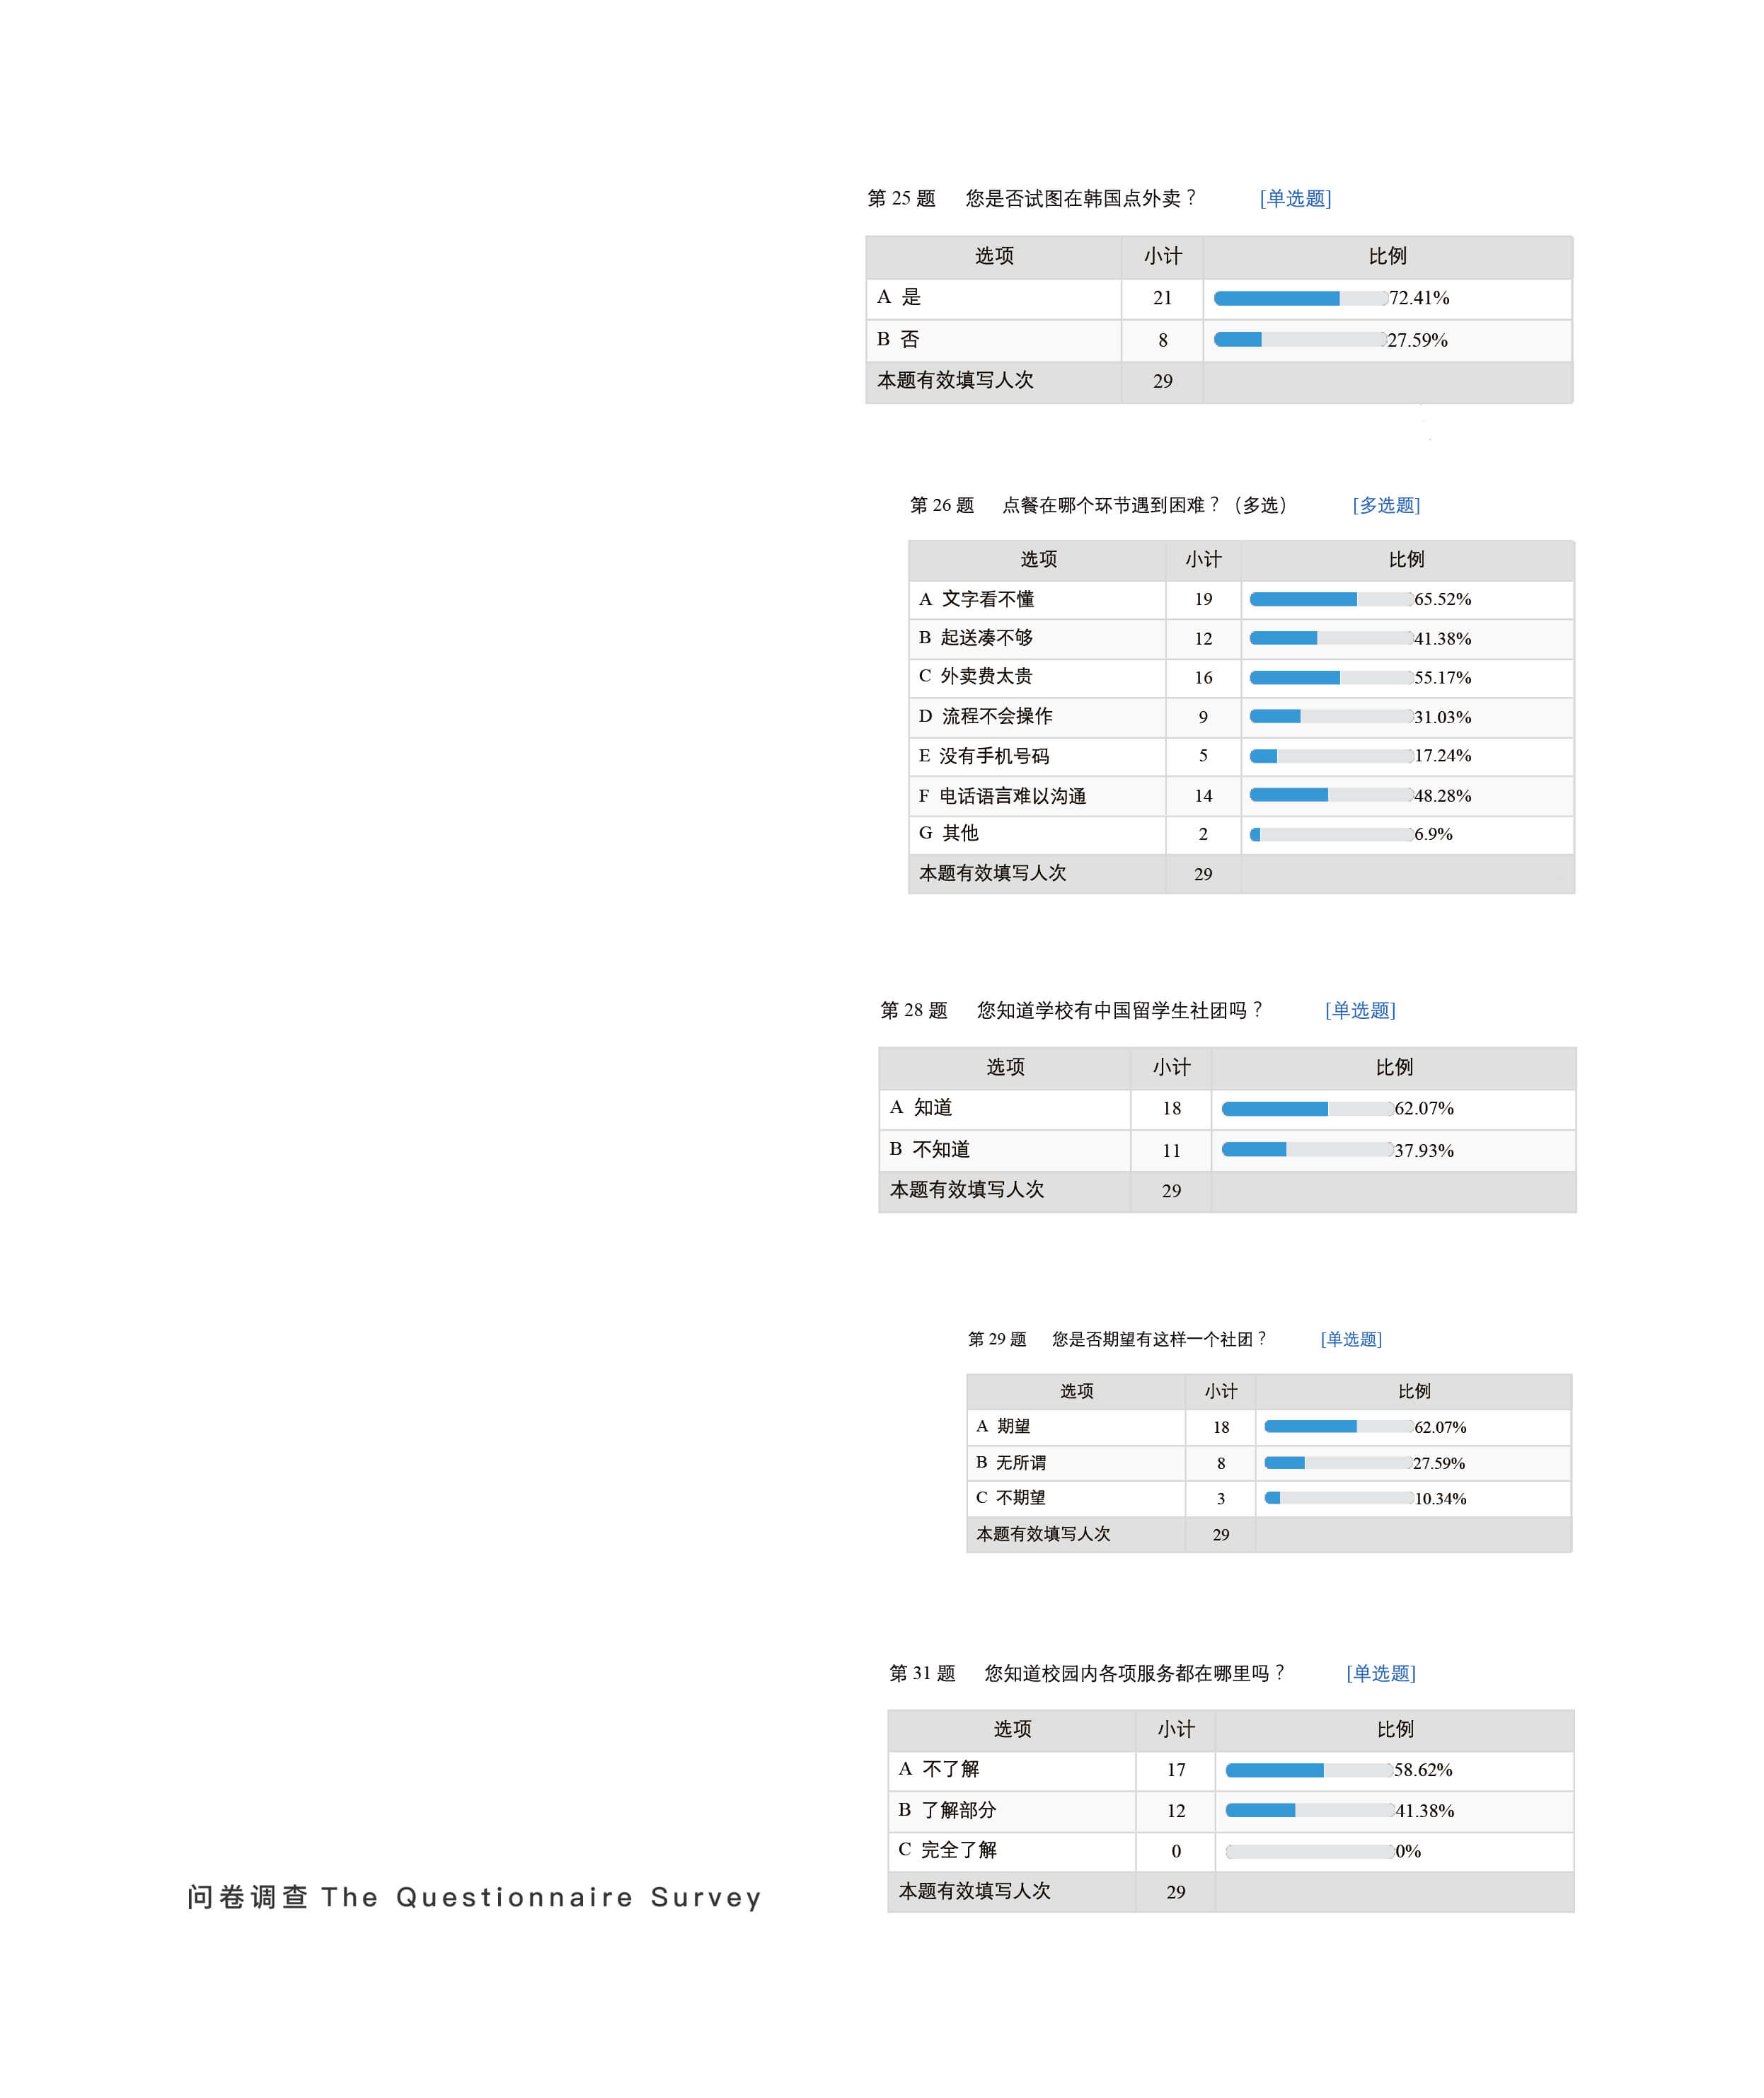 第 25 题 您是否试图在韩国点外卖？ [单选题]
选项 小计 比例
A 是 21 72.41%
B 否 8 27.59%
本题有效填写人次 29
第 26 题 点餐在哪个环节遇到困难？（多选） [多选题]
选项 小计 比例
A 文字看不懂 19 65.52%
B 起送凑不够 12 41.38%
C 外卖费太贵 16 55.17%
D 流程不会操作 9 31.03%
E 没有手机号码 5 17.24%
F 电话语言难以沟通 14 48.28%
G 其他 2 6.9%
本题有效填写人次 29
第 28 题 您知道学校有中国留学生社团吗？ [单选题]
选项 小计 比例
A 知道 18 62.07%
B 不知道 11 37.93%
本题有效填写人次 29
第 29 题 您是否期望有这样一个社团？ [单选题]
选项 小计 比例
A 期望 18 62.07%
B 无所谓 8 27.59%
C 不期望 3 10.34%
本题有效填写人次 29
第 31 题 您知道校园内各项服务都在哪里吗？ [单选题]
选项 小计 比例
A 不了解 17 58.62%
B 了解部分 12 41.38%
C 完全了解 0 0%
本题有效填写人次 29
问卷调查 The Questionnaire Survey